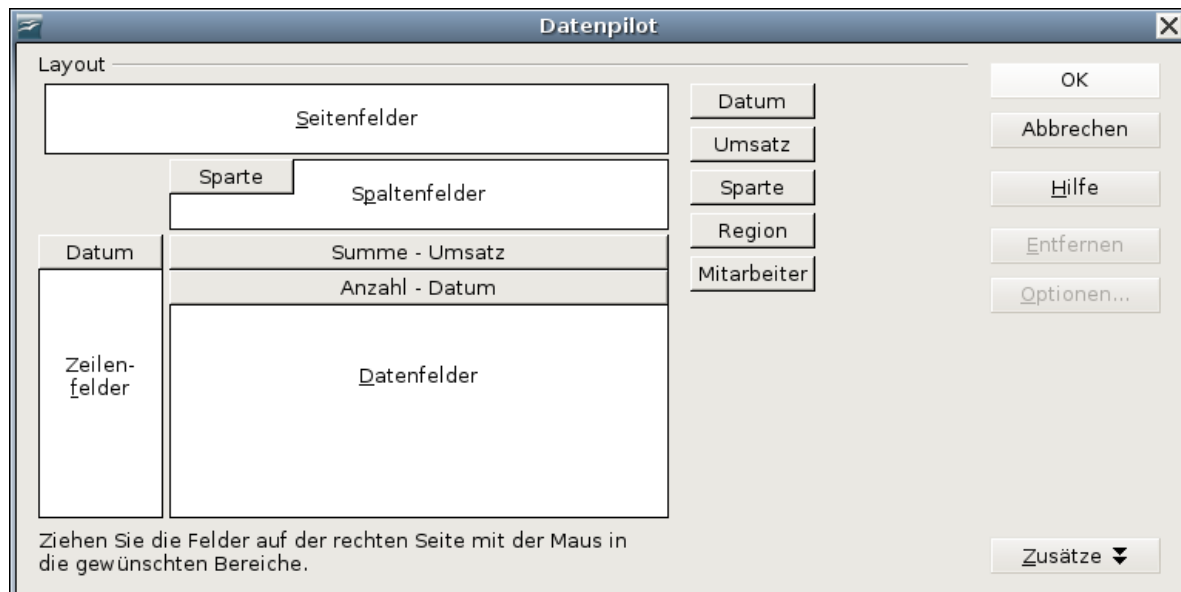 Datenpilot
Layout
Seitenfelder
Sparte
Spaltenfelder
Datum
Summe - Umsatz
Anzahl - Datum
Zeilen-
felder
Datenfelder
Datum
Umsatz
Sparte
Region
Mitarbeiter
OK
Abbrechen
Hilfe
Entfernen
Optionen...
Ziehen Sie die Felder auf der rechten Seite mit der Maus in
die gewünschten Bereiche.
Zusätze